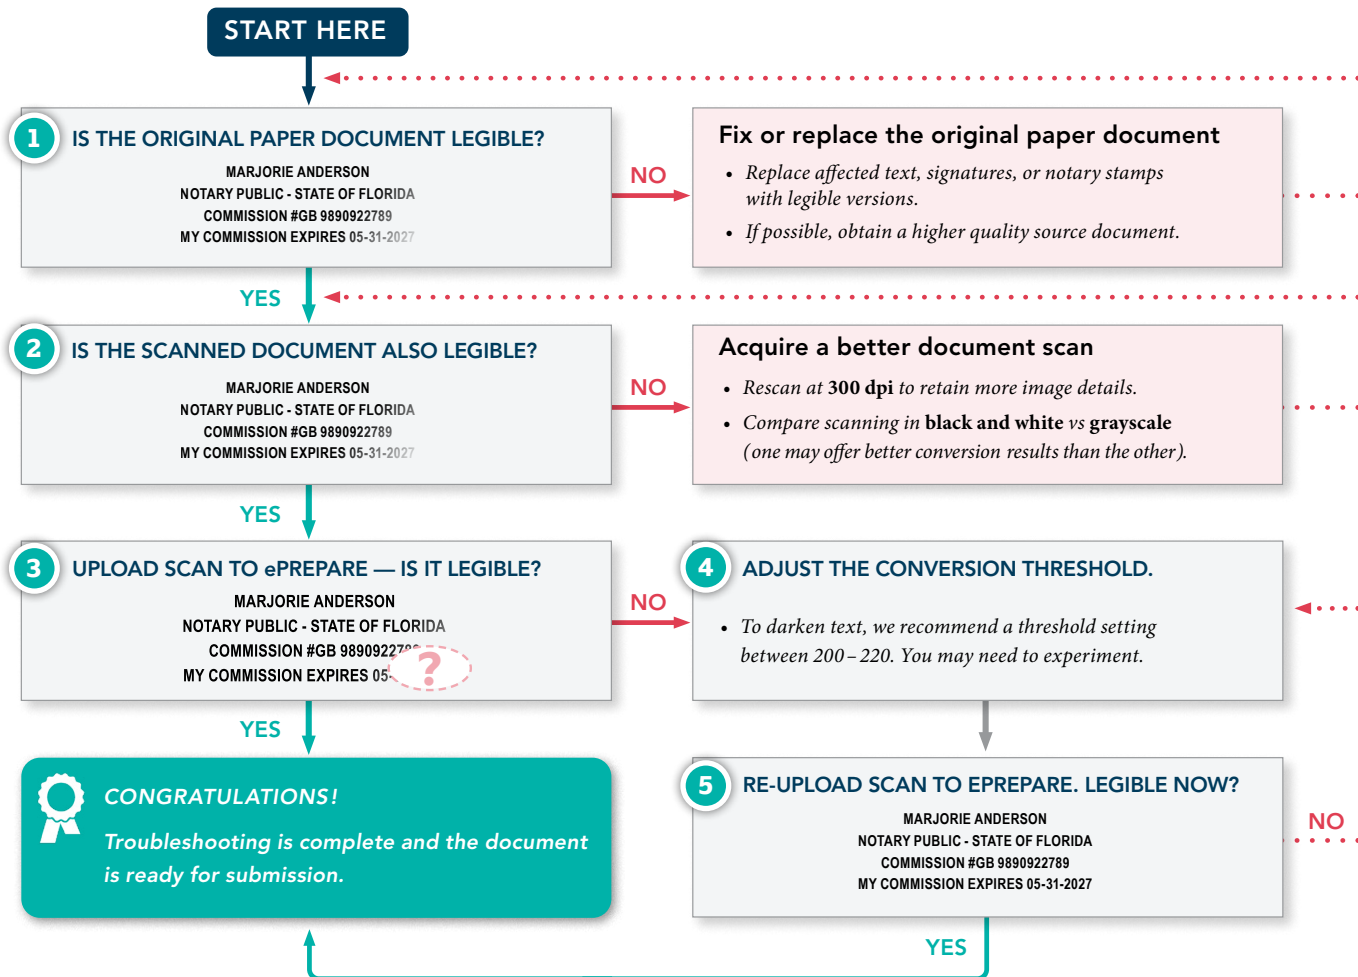 START HERE
1
IS THE ORIGINAL PAPER DOCUMENT LEGIBLE?
MARJORIE ANDERSON
NOTARY PUBLIC - STATE OF FLORIDA
COMMISSION #GB 9890922789
MY COMMISSION EXPIRES 05-31-2027
NO
Fix or replace the original paper document
• Replace affected text, signatures, or notary stamps
with legible versions.
• If possible, obtain a higher quality source document.
YES
2
IS THE SCANNED DOCUMENT ALSO LEGIBLE?
MARJORIE ANDERSON
NOTARY PUBLIC - STATE OF FLORIDA
COMMISSION #GB 9890922789
MY COMMISSION EXPIRES 05-31-2027
NO
Acquire a better document scan
• Rescan at 300 dpi to retain more image details.
• Compare scanning in black and white vs grayscale
(one may offer better conversion results than the other).
YES
3
UPLOAD SCAN TO ePREPARE — IS IT LEGIBLE?
MARJORIE ANDERSON
NOTARY PUBLIC - STATE OF FLORIDA
COMMISSION #GB
MY COMMISSION EXPIRES 05-
?
NO
4
ADJUST THE CONVERSION THRESHOLD.
• To darken text, we recommend a threshold setting
between 200–220. You may need to experiment.
YES
CONGRATULATIONS!
Troubleshooting is complete and the document
is ready for submission.
5
RE-UPLOAD SCAN TO EPREPARE. LEGIBLE NOW?
MARJORIE ANDERSON
NOTARY PUBLIC - STATE OF FLORIDA
COMMISSION #GB 9890922789
MY COMMISSION EXPIRES 05-31-2027
NO
YES